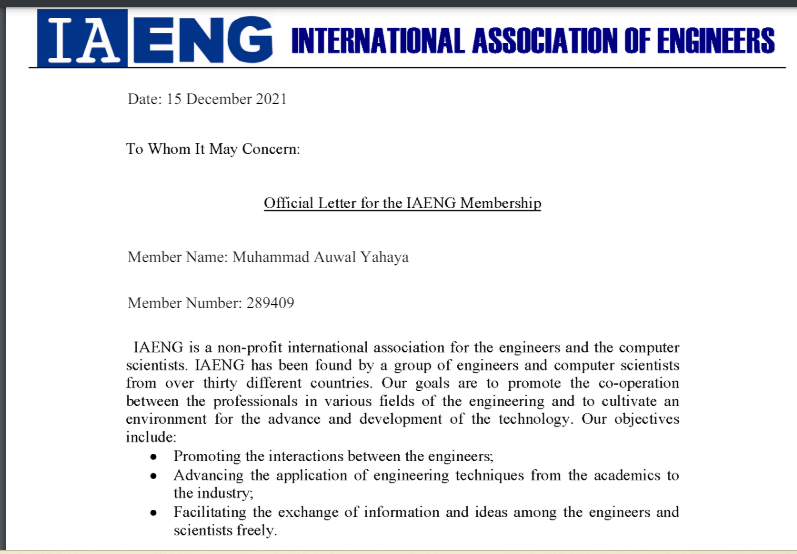 IAENG INTERNATIONAL ASSOCIATION OF ENGINEERS
Date: 15 December 2021
To Whom It May Concern:
Official Letter for the IAENG Membership
Member Name: Muhammad Auwal Yahaya
Member Number: 289409
IAENG is a non-profit international association for the engineers and the computer
scientists. IAENG has been found by a group of engineers and computer scientists
from over thirty different countries. Our goals are to promote the co-operation
between the professionals in various fields of the engineering and to cultivate an
environment for the advance and development of the technology. Our objectives
include:
• Promoting the interactions between the engineers;
• Advancing the application of engineering techniques from the academics to
the industry;
• Facilitating the exchange of information and ideas among the engineers and
scientists freely.